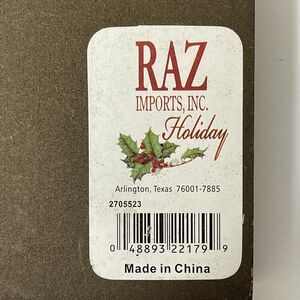 RAZ
IMPORTS, INC.
Holiday
Arlington, Texas 76001-7885
2705523
0 48893 22179 9
Made in China